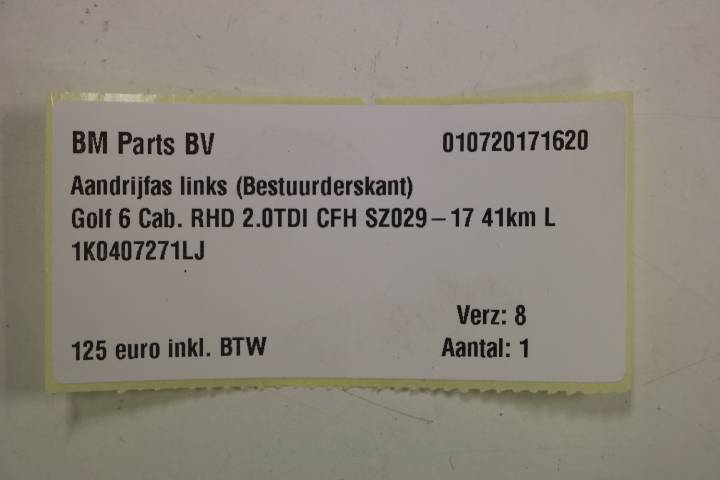 BM Parts BV 010720171620
Aandrijfas links (Bestuurderskant)
Golf 6 Cab. RHD 2.0TDI CFH SZ029-17 41km L
1K0407271LJ
Verz: 8
125 euro inkl. BTW Aantal: 1